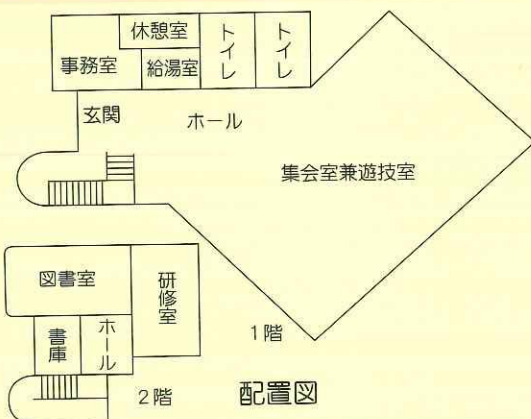 休憩室
事務室
給湯室
トイレ
トイレ
玄関
ホール
集会室兼遊技室
図書室
研修室
書庫
ホール
1階
2階
配置図